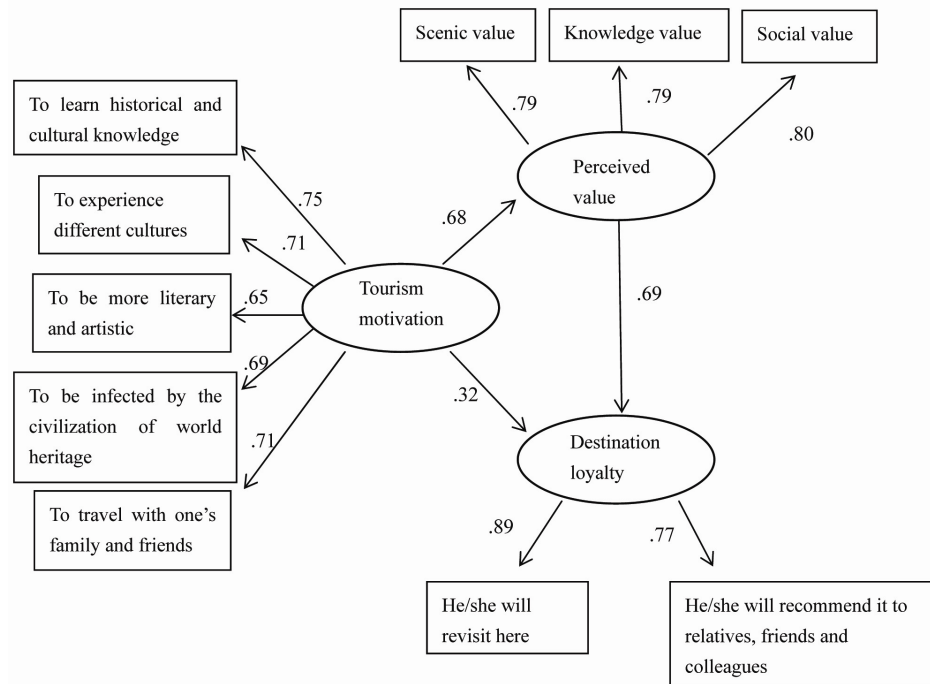 Scenic value
Knowledge value
Social value
.79
.79
.80
To learn historical and
cultural knowledge
To experience
different cultures
To be more literary
and artistic
To be infected by the
civilization of world
heritage
To travel with one's
family and friends
.75
.71
.65
.69
.71
Tourism
motivation
.68
.32
Perceived
value
.69
Destination
loyalty
.89
.77
He/she will
revisit here
He/she will recommend it to
relatives, friends and
colleagues